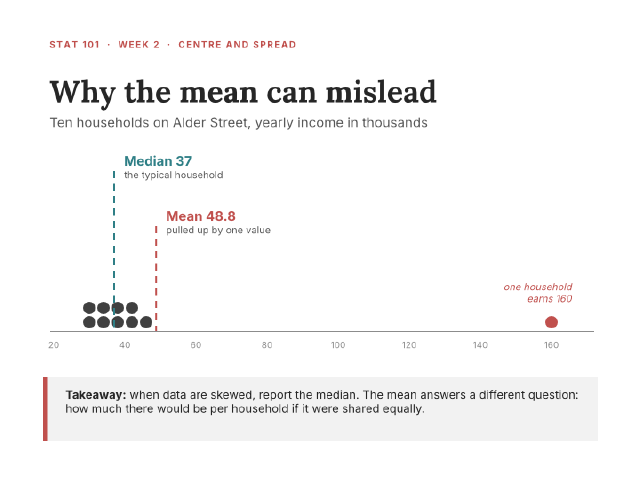 STAT 101 · WEEK 2 · CENTRE AND SPREAD
Why the mean can mislead
Ten households on Alder Street, yearly income in thousands
Median 37
the typical household
Mean 48.8
pulled up by one value
one household
earns 160
20 40 60 80 100 120 140 160
Takeaway: when data are skewed, report the median. The mean answers a different question:
how much there would be per household if it were shared equally.